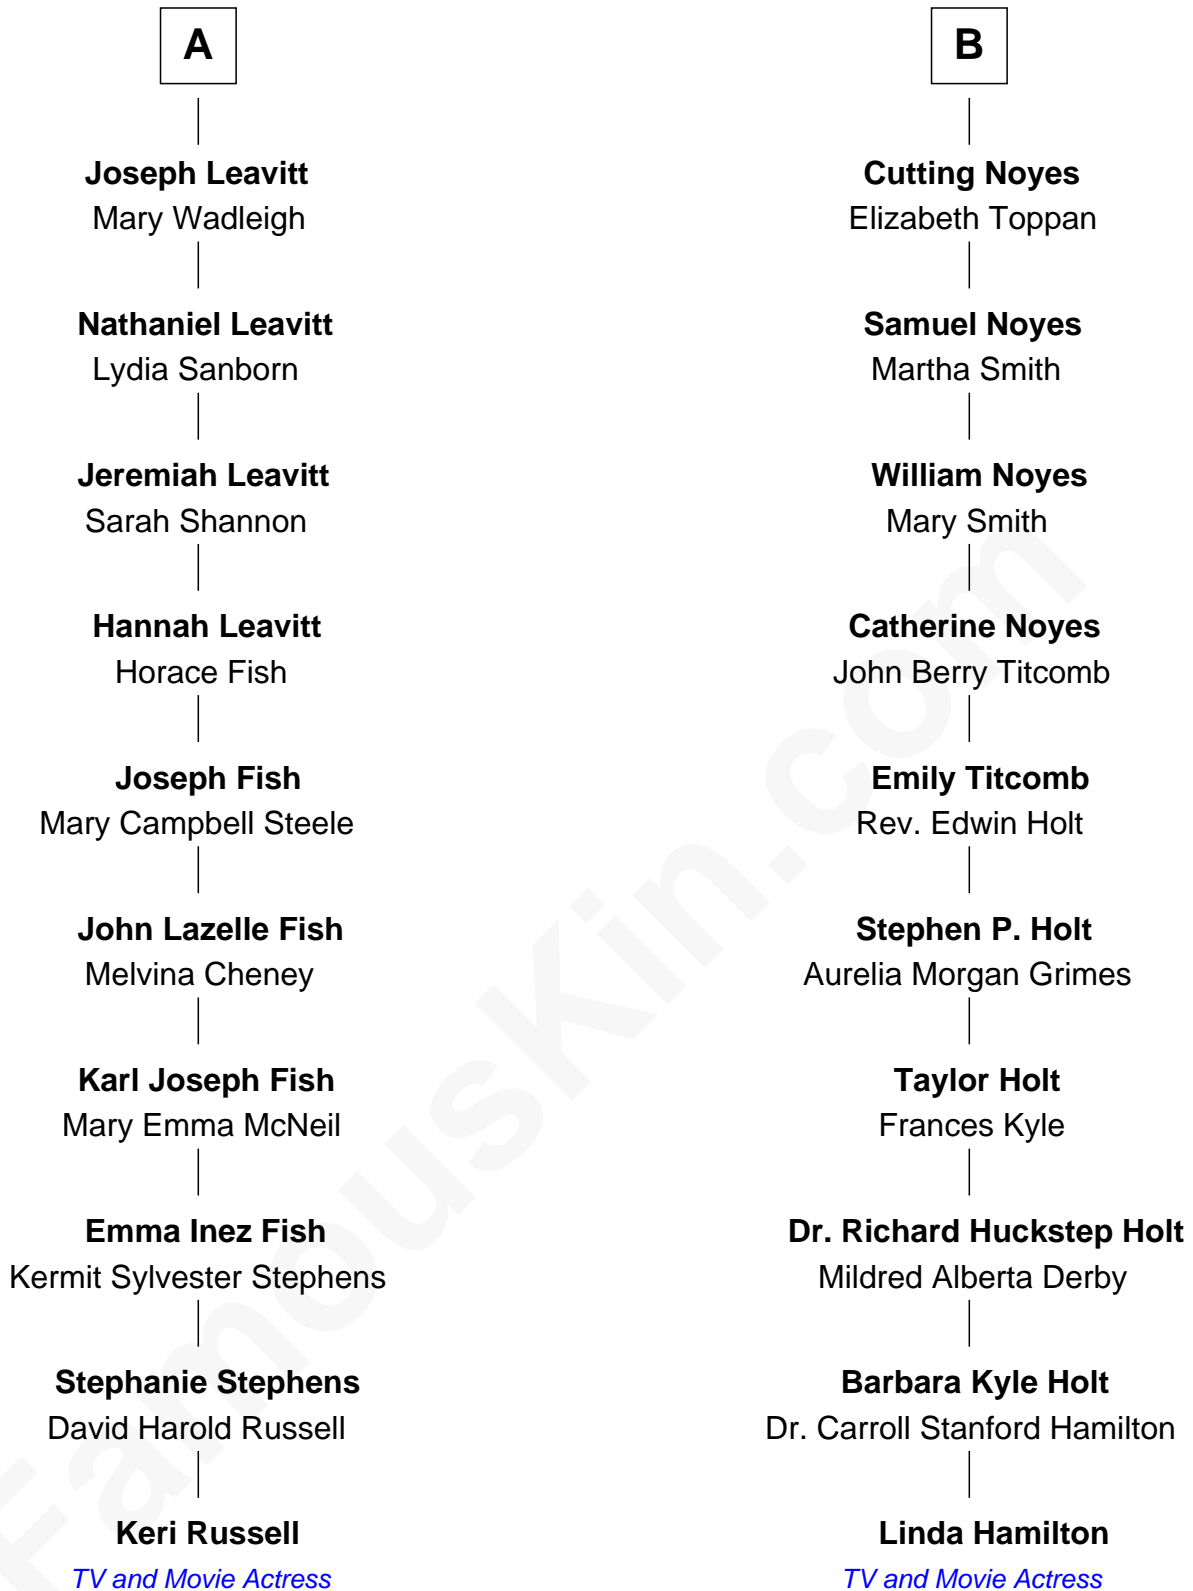 A
Joseph Leavitt
Mary Wadleigh
Nathaniel Leavitt
Lydia Sanborn
Jeremiah Leavitt
Sarah Shannon
Hannah Leavitt
Horace Fish
Joseph Fish
Mary Campbell Steele
John Lazelle Fish
Melvina Cheney
Karl Joseph Fish
Mary Emma McNeil
Emma Inez Fish
Kermit Sylvester Stephens
Stephanie Stephens
David Harold Russell
Keri Russell
TV and Movie Actress
B
Cutting Noyes
Elizabeth Toppan
Samuel Noyes
Martha Smith
William Noyes
Mary Smith
Catherine Noyes
John Berry Titcomb
Emily Titcomb
Rev. Edwin Holt
Stephen P. Holt
Aurelia Morgan Grimes
Taylor Holt
Frances Kyle
Dr. Richard Huckstep Holt
Mildred Alberta Derby
Barbara Kyle Holt
Dr. Carroll Stanford Hamilton
Linda Hamilton
TV and Movie Actress
FamousKin.com